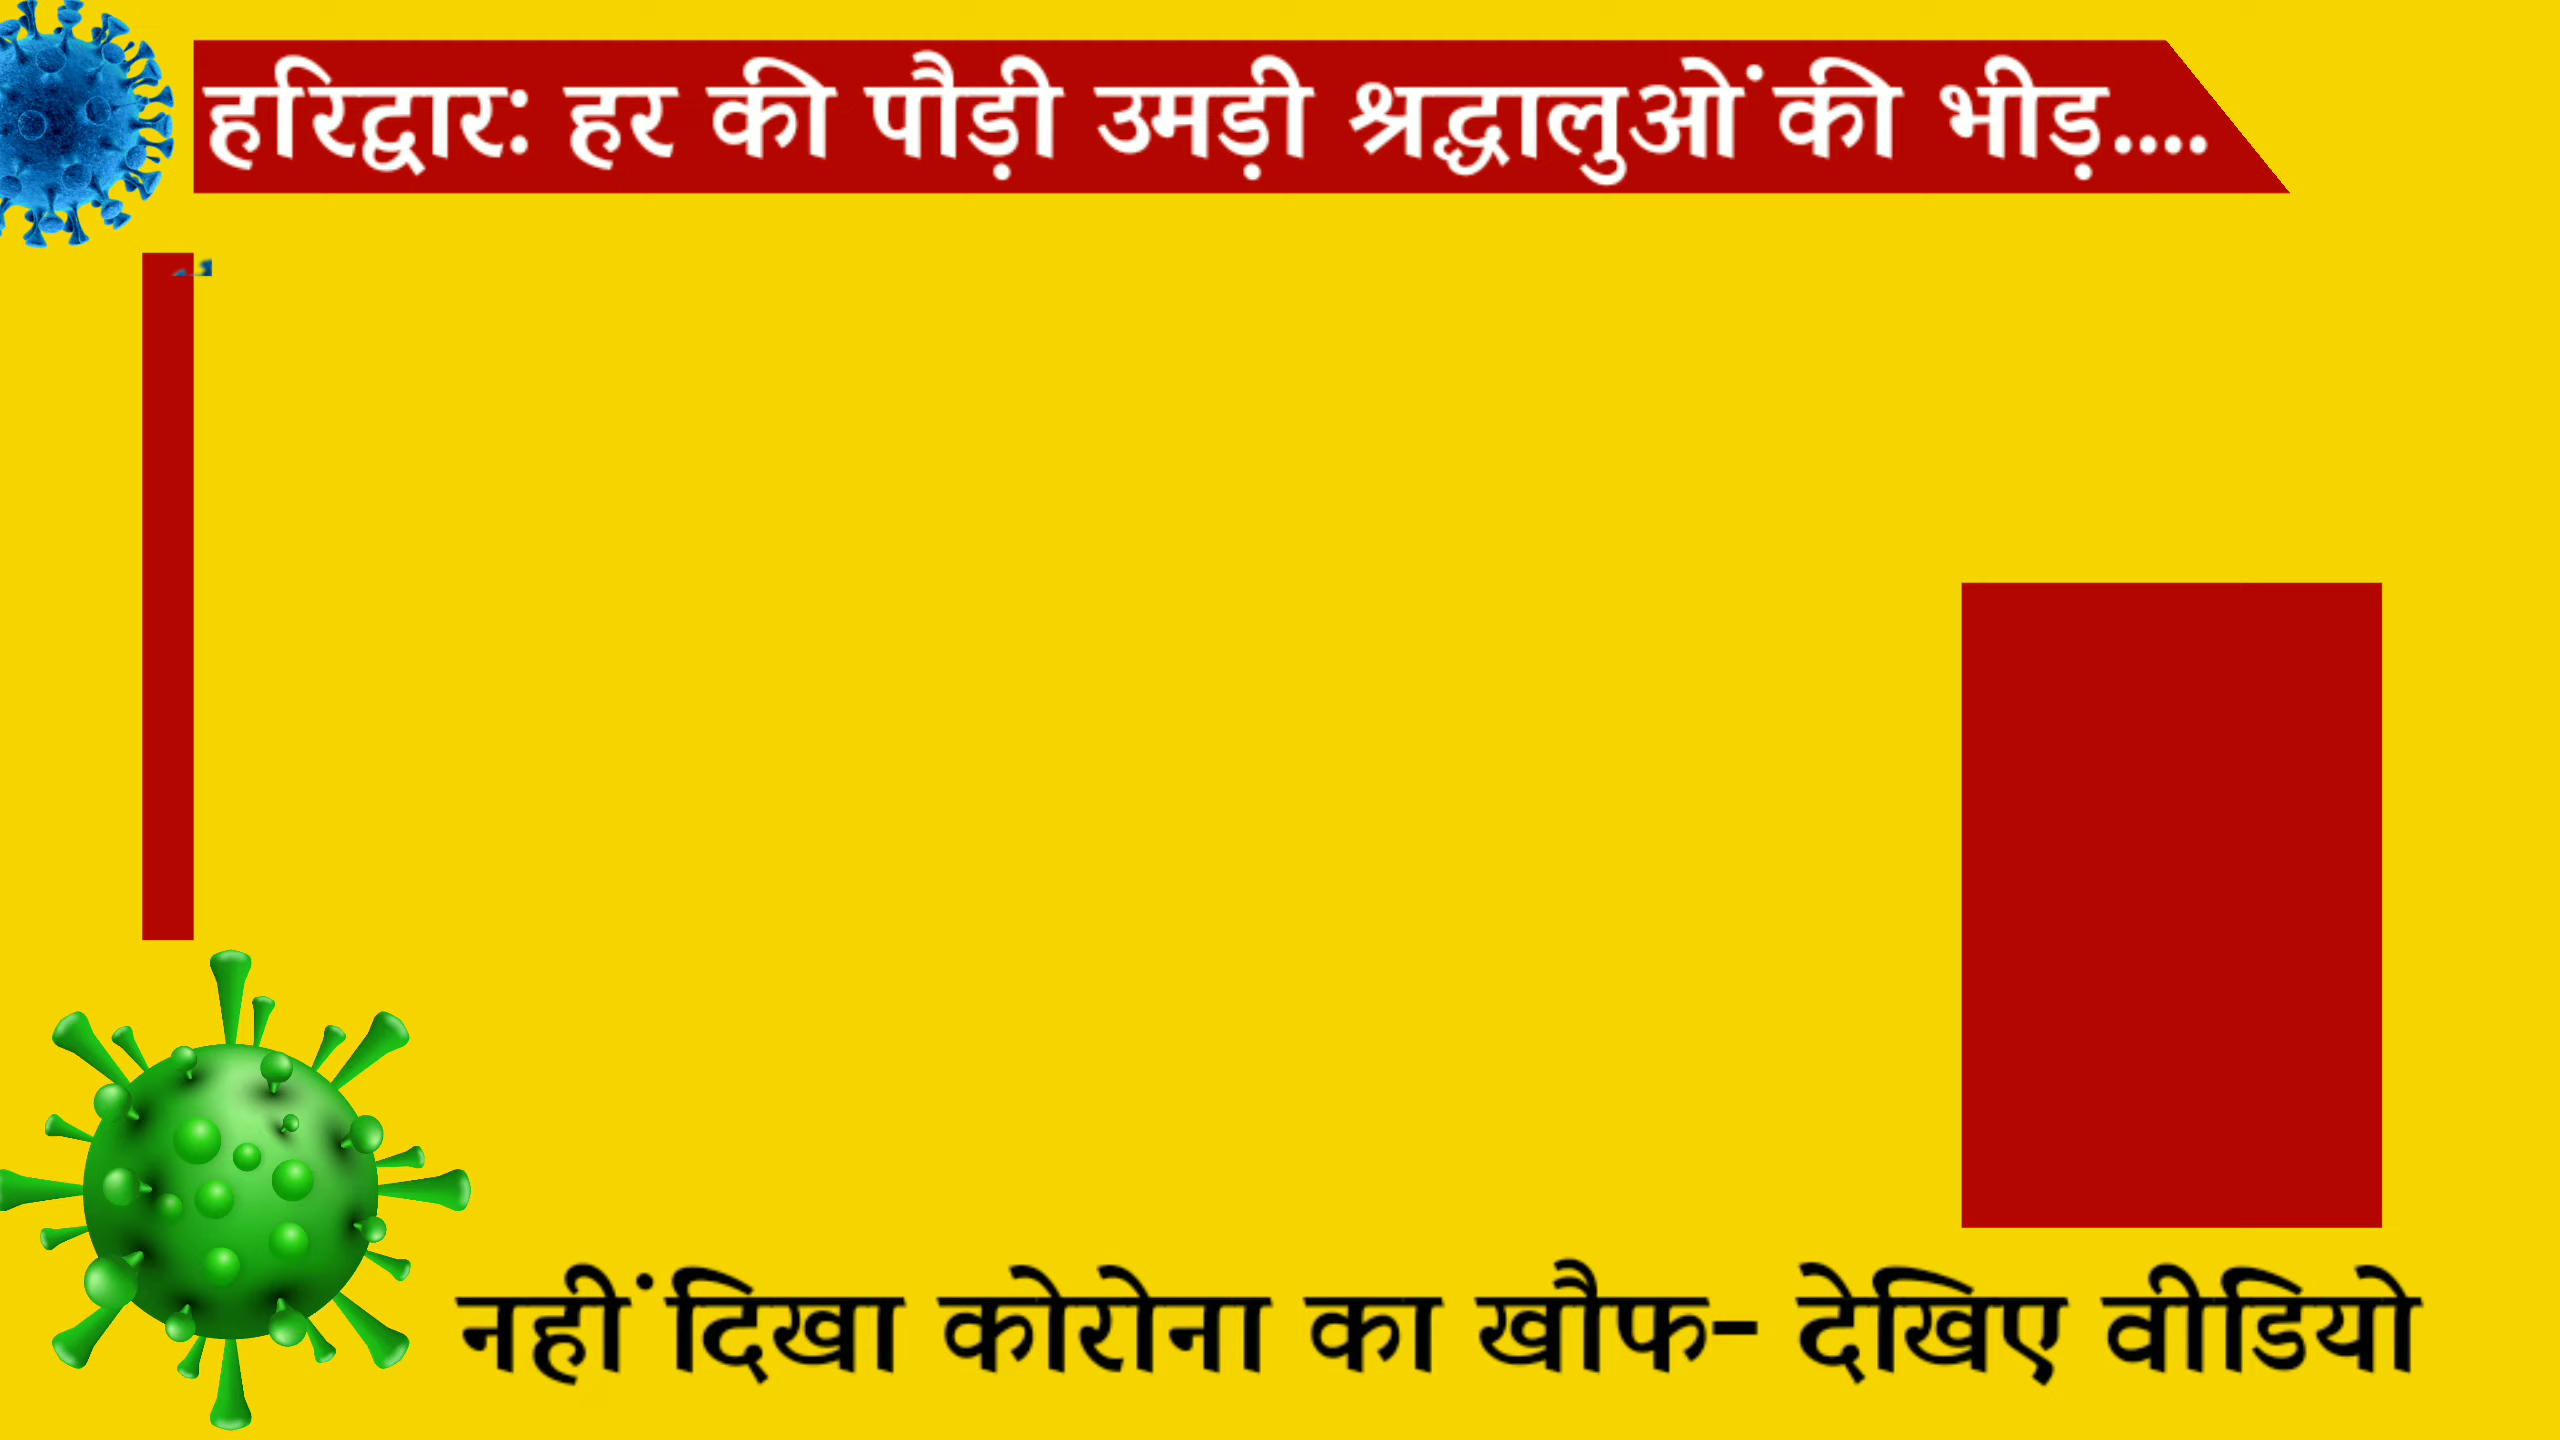 हरिद्वार: हर की पौड़ी उमड़ी श्रद्धालुओं की भीड़....
नहीं दिखा कोरोना का खौफ- देखिए वीडियो